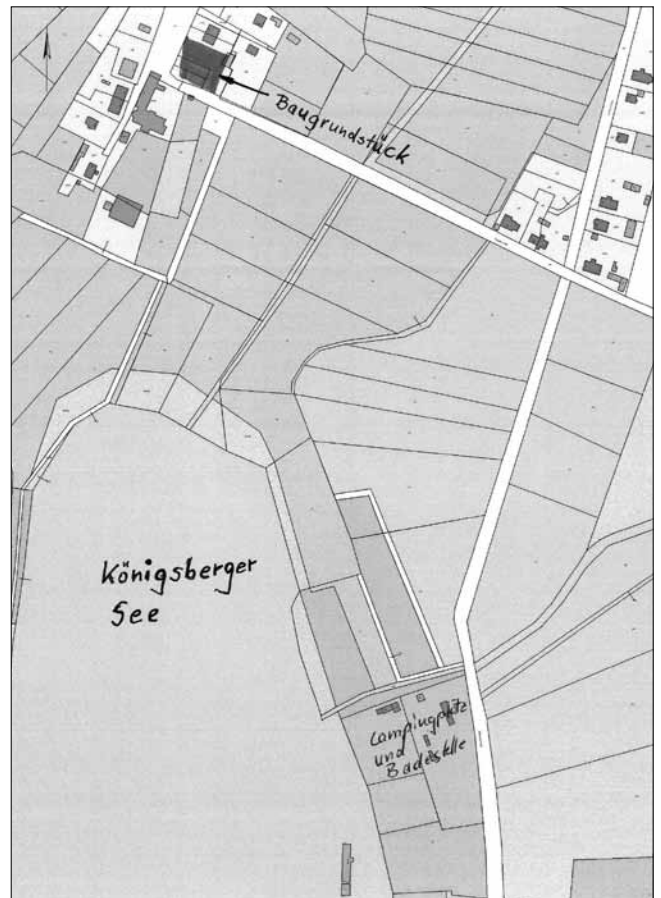 Baugrundstück
Königsberger
See
Campingplatz
und
Badestelle